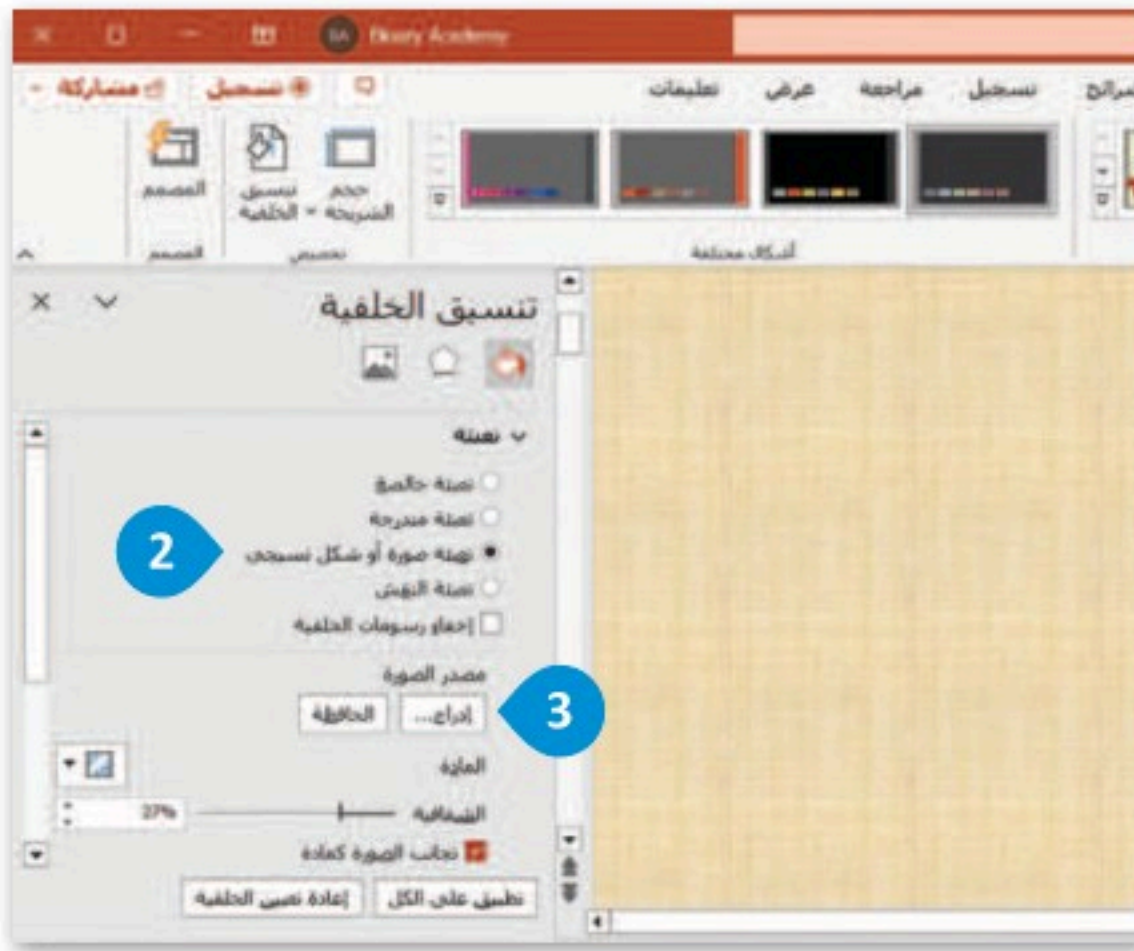 Binary Academy
تسجيل مراجعة عرض تعليمات
تسجيل مشاركة
حجم الشريحة
تنسيق الخلفية
المصمم
أشكال مختلفة
تخصيص
المصمم
تنسيق الخلفية
تعبئة
تعبئة خالصة
تعبئة متدرجة
2
تعبئة صورة أو شكل نسيجي
تعبئة النقش
إخفاء رسومات الخلفية
مصدر الصورة
3
إدراج...
الحافظة
المادة
الشفافية
37%
تجانب الصورة كمادة
تطبيق على الكل
إعادة تعيين الخلفية